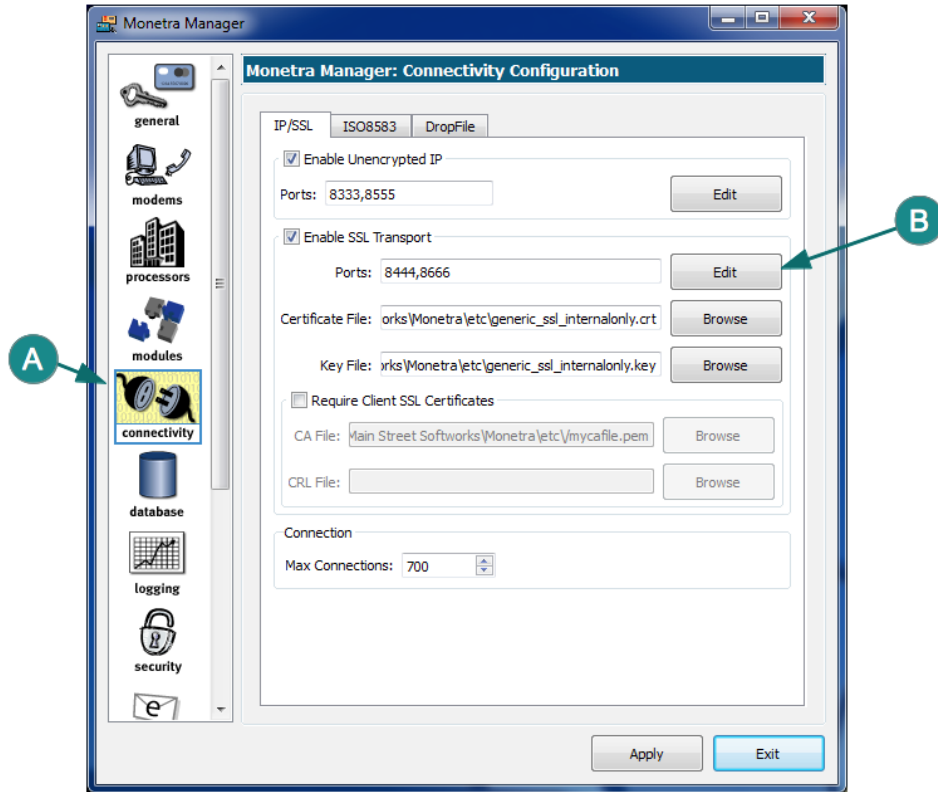 Monetra Manager
general
modems
processors
modules
connectivity
database
logging
security
e
Monetra Manager: Connectivity Configuration
IP/SSL ISO8583 DropFile
Enable Unencrypted IP
Ports: 8333,8555 Edit
Enable SSL Transport
Ports: 8444,8666 Edit
Certificate File: orks\Monetra\etc\generic_ssl_internalonly.crt Browse
Key File: orks\Monetra\etc\generic_ssl_internalonly.key Browse
Require Client SSL Certificates
CA File: Main Street Softworks\Monetra\etc\/mycafile.pem Browse
CRL File: Browse
Connection
Max Connections: 700
Apply Exit
A
B